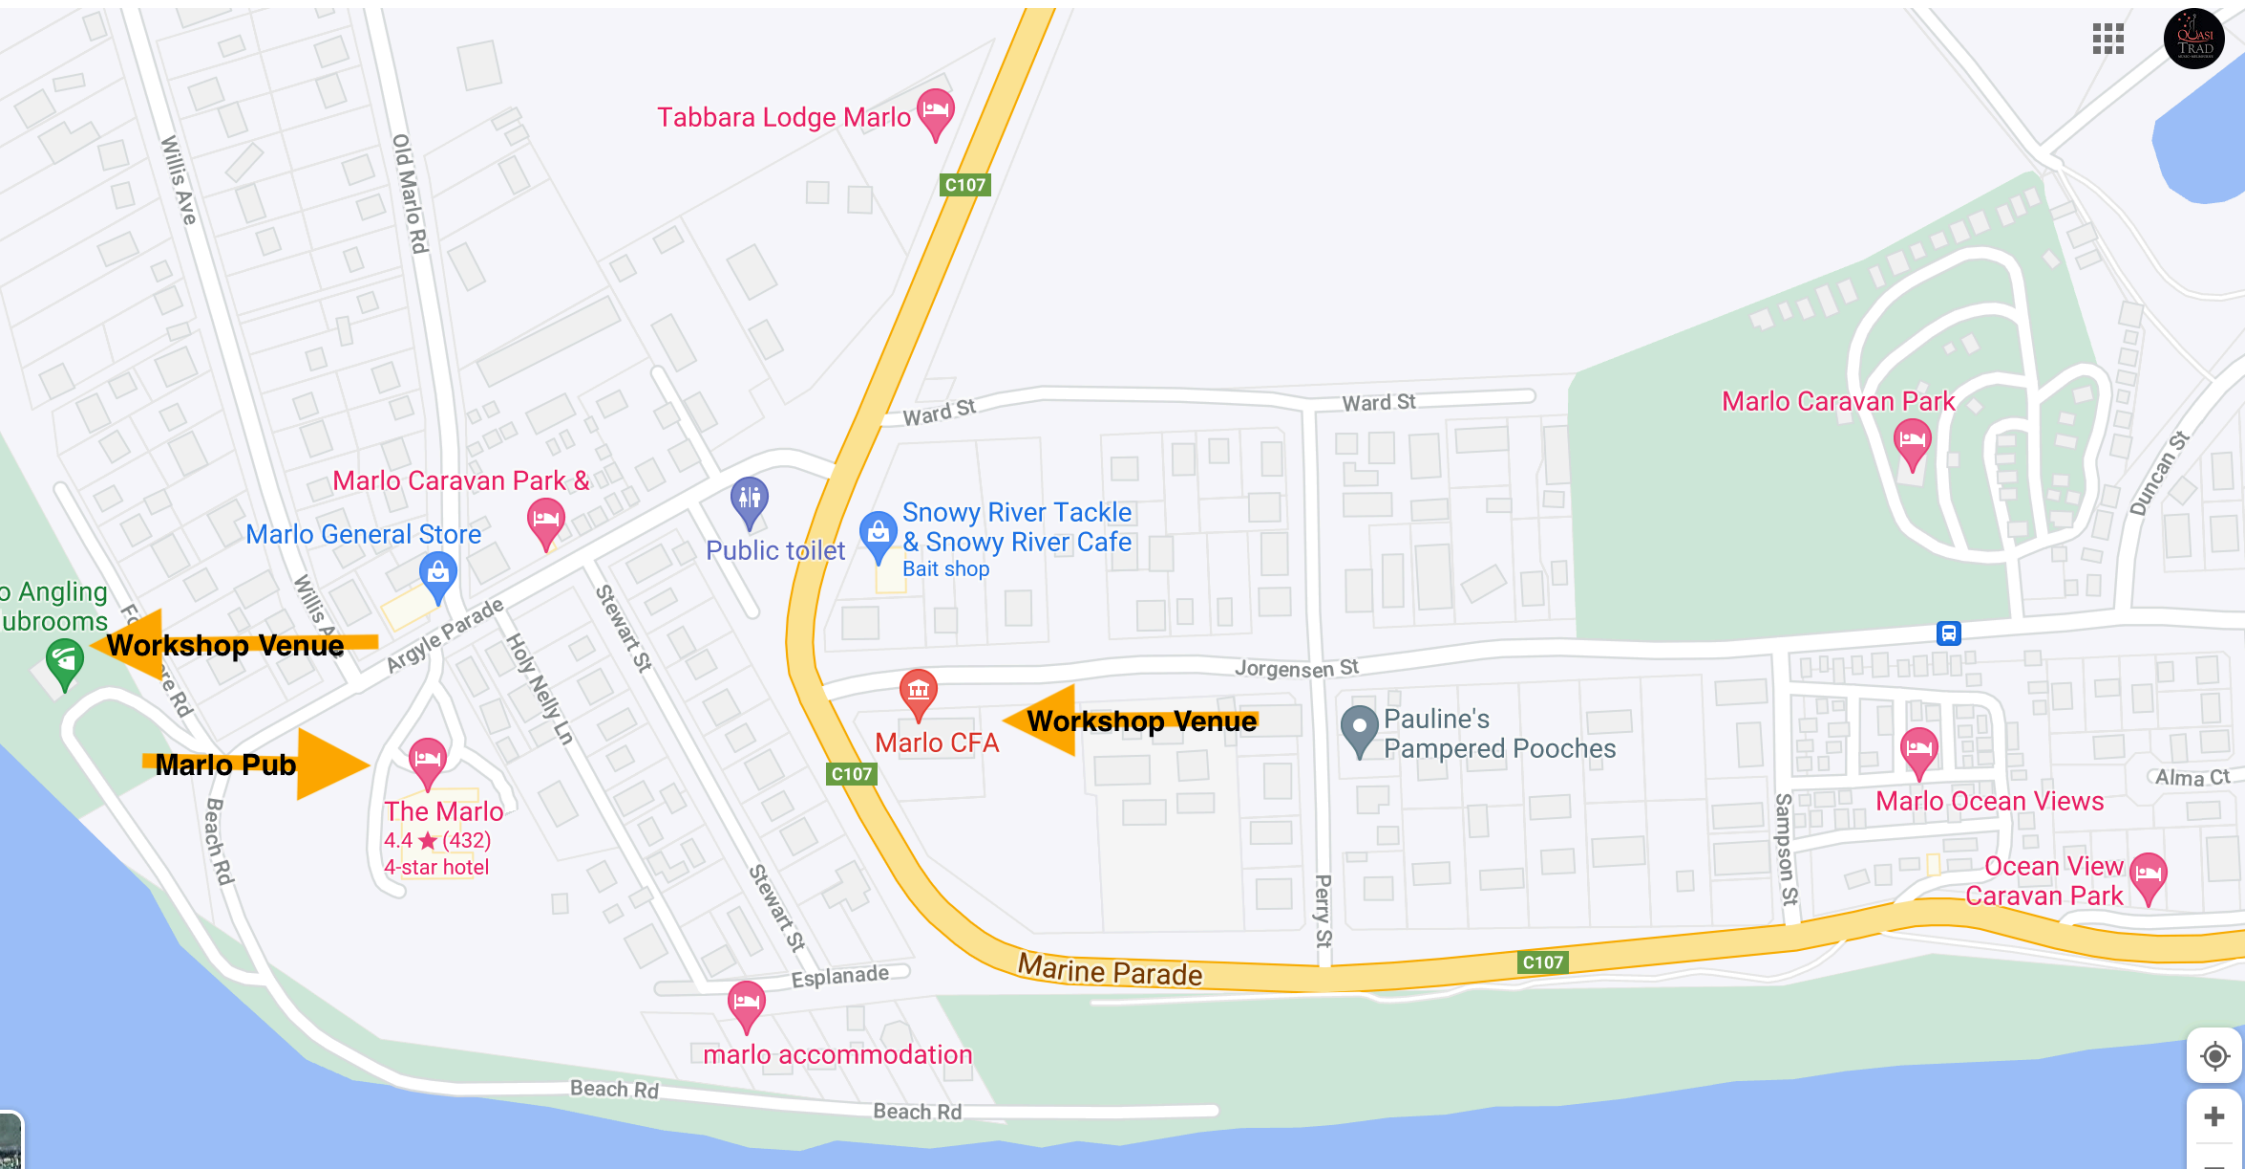 QUASI
TRAD
Tabbara Lodge Marlo
C107
Willis Ave
Old Marlo Rd
Ward St
Ward St
Marlo Caravan Park
Duncan St
Marlo Caravan Park &
Marlo General Store
Public toilet
Snowy River Tackle
& Snowy River Cafe
Bait shop
o Angling
ubrooms
Workshop Venue
Willis A
Argyle Parade
Holy Nelly Ln
Stewart St
Jorgensen St
Marlo CFA
Workshop Venue
Pauline's
Pampered Pooches
Marlo Pub
The Marlo
4.4 ★ (432)
4-star hotel
C107
Beach Rd
Stewart St
Esplanade
Marine Parade
C107
Perry St
Sampson St
Alma Ct
Marlo Ocean Views
Ocean View
Caravan Park
marlo accommodation
Beach Rd
Beach Rd